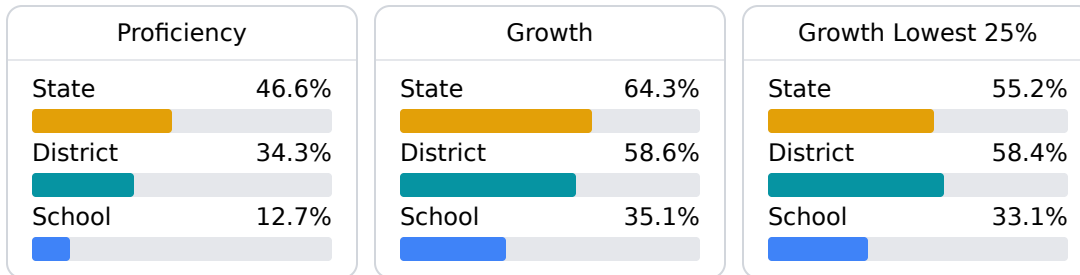 Proficiency
State 46.6%
District 34.3%
School 12.7%
Growth
State 64.3%
District 58.6%
School 35.1%
Growth Lowest 25%
State 55.2%
District 58.4%
School 33.1%